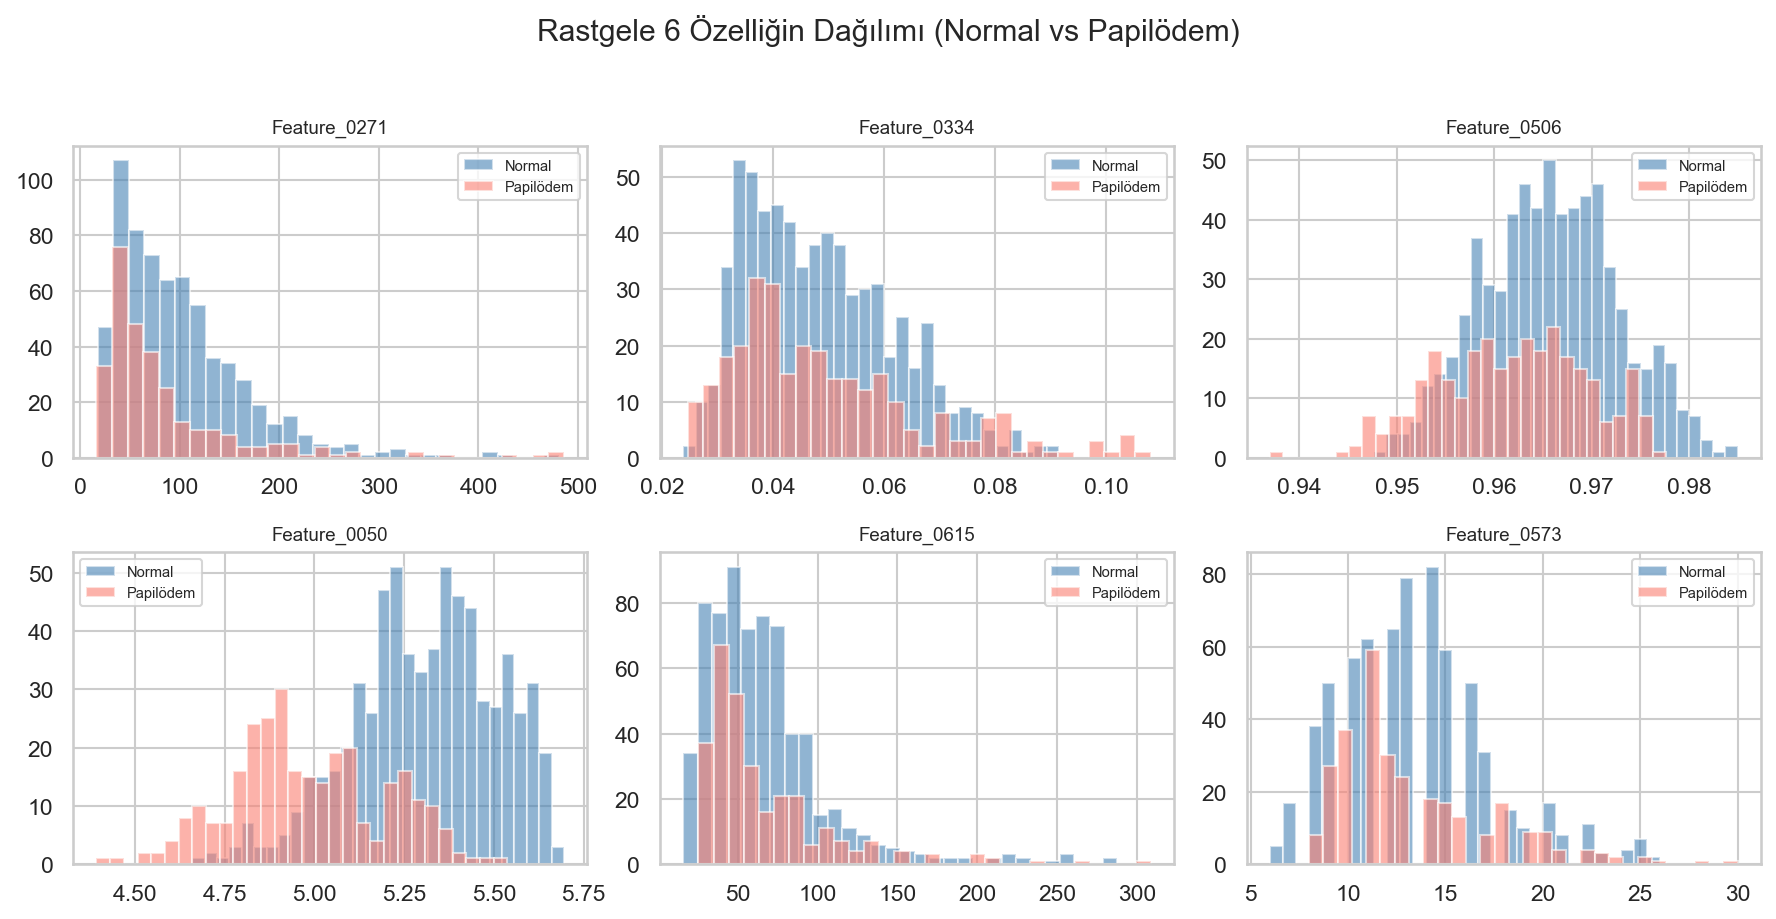 Rastgele 6 Özelliğin Dağılımı (Normal vs Papilödem)
Feature_0271
Normal
Papilödem
100
80
60
40
20
0
0 100 200 300 400 500
Feature_0334
Normal
Papilödem
50
40
30
20
10
0
0.02 0.04 0.06 0.08 0.10
Feature_0506
Normal
Papilödem
50
40
30
20
10
0
0.94 0.95 0.96 0.97 0.98
Feature_0050
Normal
Papilödem
50
40
30
20
10
0
4.50 4.75 5.00 5.25 5.50 5.75
Feature_0615
Normal
Papilödem
80
60
40
20
0
50 100 150 200 250 300
Feature_0573
Normal
Papilödem
80
60
40
20
0
5 10 15 20 25 30